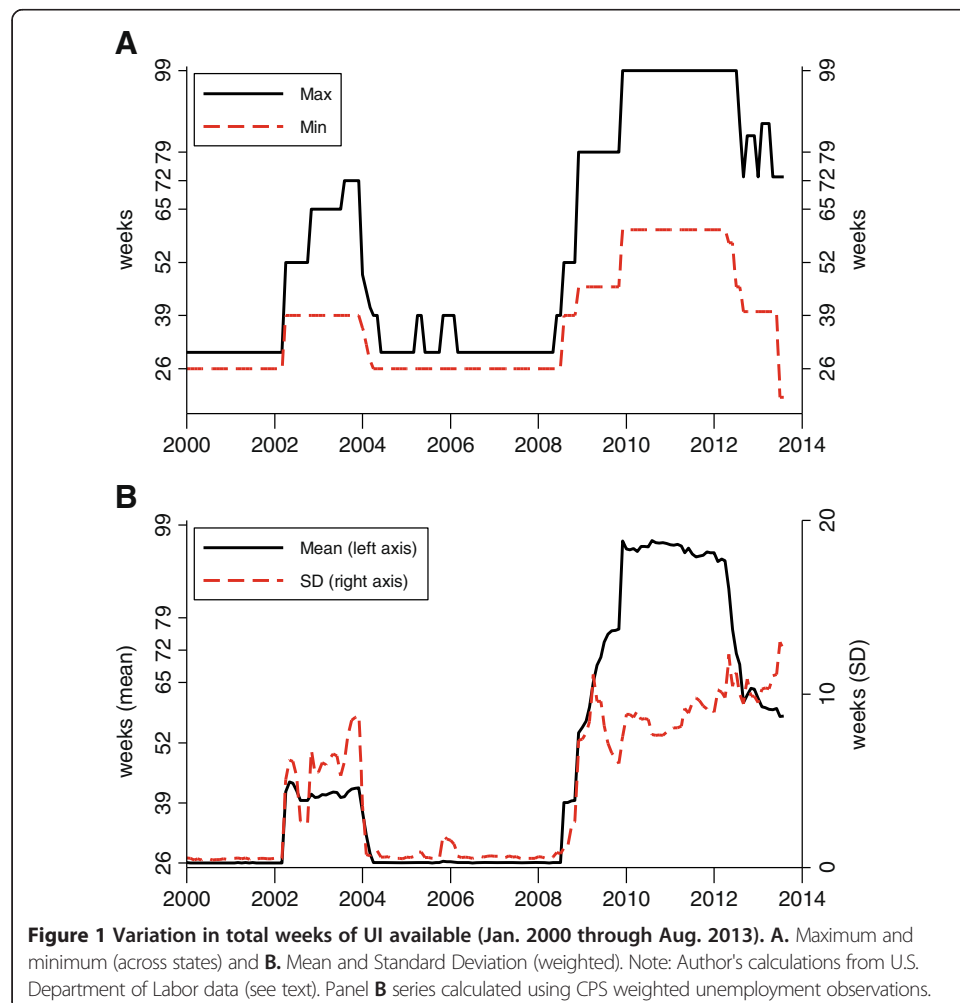 A
Max
Min
weeks
99
79
72
65
52
39
26
weeks
99
79
72
65
52
39
26
2000 2002 2004 2006 2008 2010 2012 2014
B
Mean (left axis)
SD (right axis)
weeks (mean)
99
79
72
65
52
39
26
weeks (SD)
20
10
0
2000 2002 2004 2006 2008 2010 2012 2014
Figure 1 Variation in total weeks of UI available (Jan. 2000 through Aug. 2013). A. Maximum and
minimum (across states) and B. Mean and Standard Deviation (weighted). Note: Author's calculations from U.S.
Department of Labor data (see text). Panel B series calculated using CPS weighted unemployment observations.